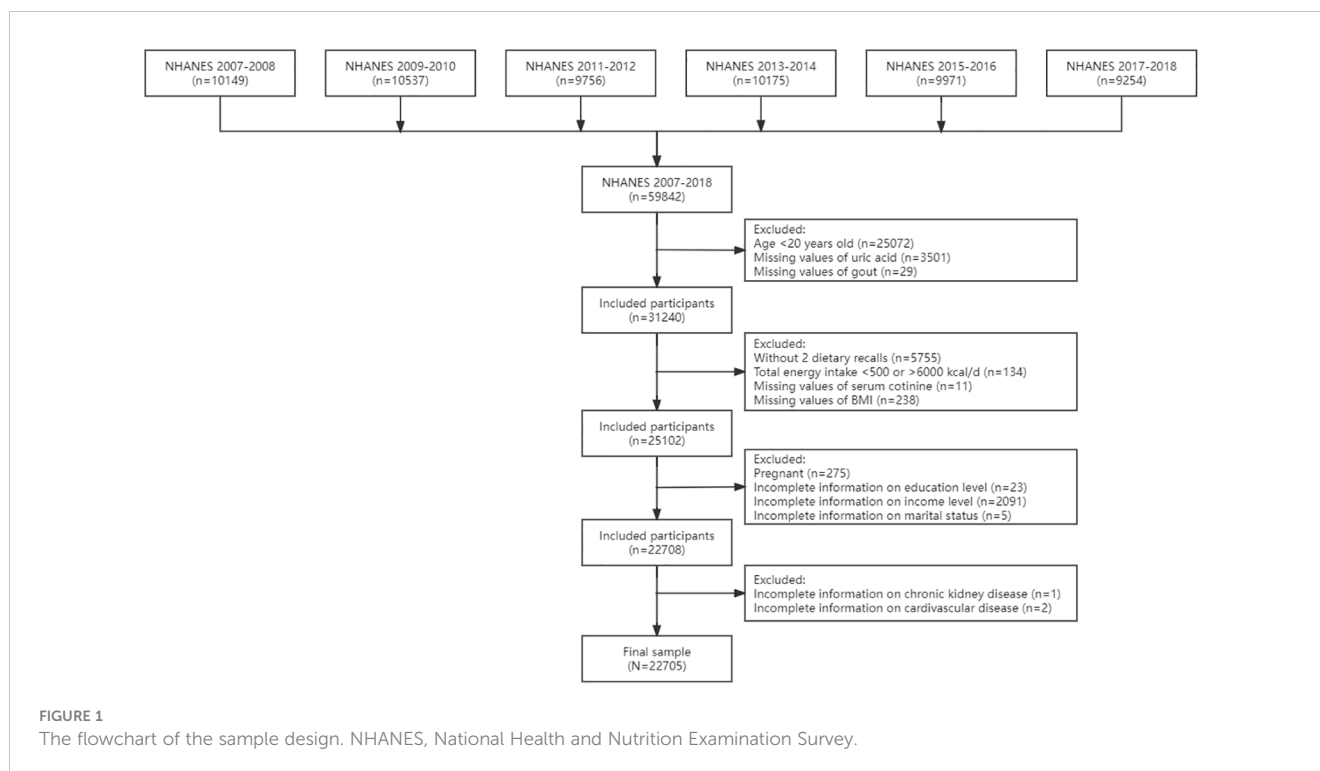 NHANES 2007-2008
(n=10149)
NHANES 2009-2010
(n=10537)
NHANES 2011-2012
(n=9756)
NHANES 2013-2014
(n=10175)
NHANES 2015-2016
(n=9971)
NHANES 2017-2018
(n=9254)
NHANES 2007-2018
(n=59842)
Excluded:
Age <20 years old (n=25072)
Missing values of uric acid (n=3501)
Missing values of gout (n=29)
Included participants
(n=31240)
Excluded:
Without 2 dietary recalls (n=5755)
Total energy intake <500 or >6000 kcal/d (n=134)
Missing values of serum cotinine (n=11)
Missing values of BMI (n=238)
Included participants
(n=25102)
Excluded:
Pregnant (n=275)
Incomplete information on education level (n=23)
Incomplete information on income level (n=2091)
Incomplete information on marital status (n=5)
Included participants
(n=22708)
Excluded:
Incomplete information on chronic kidney disease (n=1)
Incomplete information on cardivascular disease (n=2)
Final sample
(N=22705)
FIGURE 1
The flowchart of the sample design. NHANES, National Health and Nutrition Examination Survey.